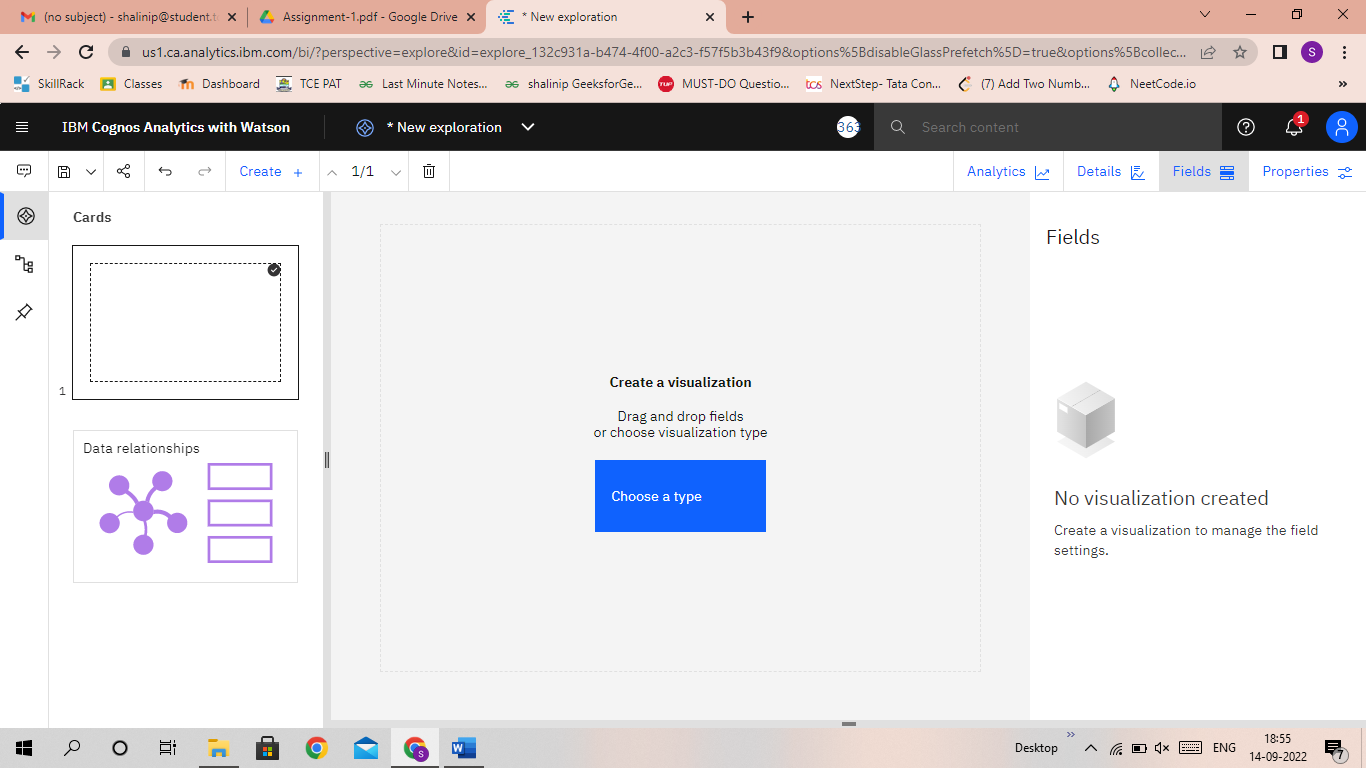 (no subject) - shalinip@student.t
Assignment-1.pdf - Google Drive
* New exploration
us1.ca.analytics.ibm.com/bi/?perspective=explore&id=explore_132c931a-b474-4f00-a2c3-f57f5b3b43f9&options%5BdisableGlassPrefetch%5D=true&options%5Bcollec...
S
SkillRack
Classes
Dashboard
TCE PAT
Last Minute Notes...
shalinip GeeksforGe...
MUST-DO Questio...
NextStep- Tata Con...
(7) Add Two Numb...
NeetCode.io
»
IBM Cognos Analytics with Watson
* New exploration
363
Search content
1
Create +
1/1
Analytics
Details
Fields
Properties
Cards
1
Data relationships
Create a visualization
Drag and drop fields
or choose visualization type
Choose a type
Fields
No visualization created
Create a visualization to manage the field
settings.
Desktop
»
ENG
18:55
14-09-2022
7